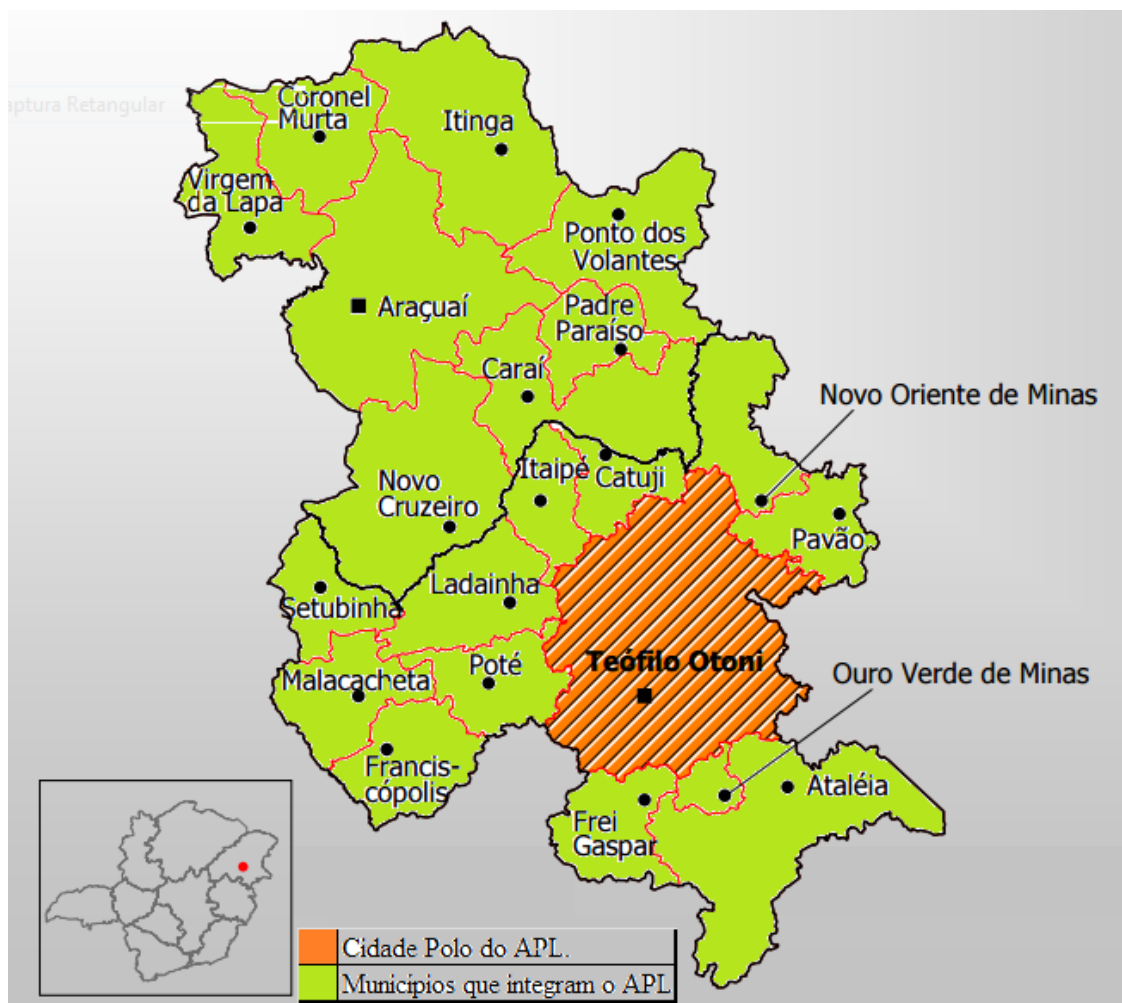 aptura Retangular
Coronel
Murta
Itinga
Virgem
da Lapa
Ponto dos
Volantes
Araçuaí
Padre
Paraíso
Caraí
Novo Oriente de Minas
Itaipé
Catuji
Novo
Cruzeiro
Pavão
Ladainha
Setubinha
Teófilo Otoni
Ouro Verde de Minas
Poté
Malacacheta
Francis-
cópolis
Ataléia
Frei
Gaspar
Cidade Polo do APL.
Municípios que integram o APL